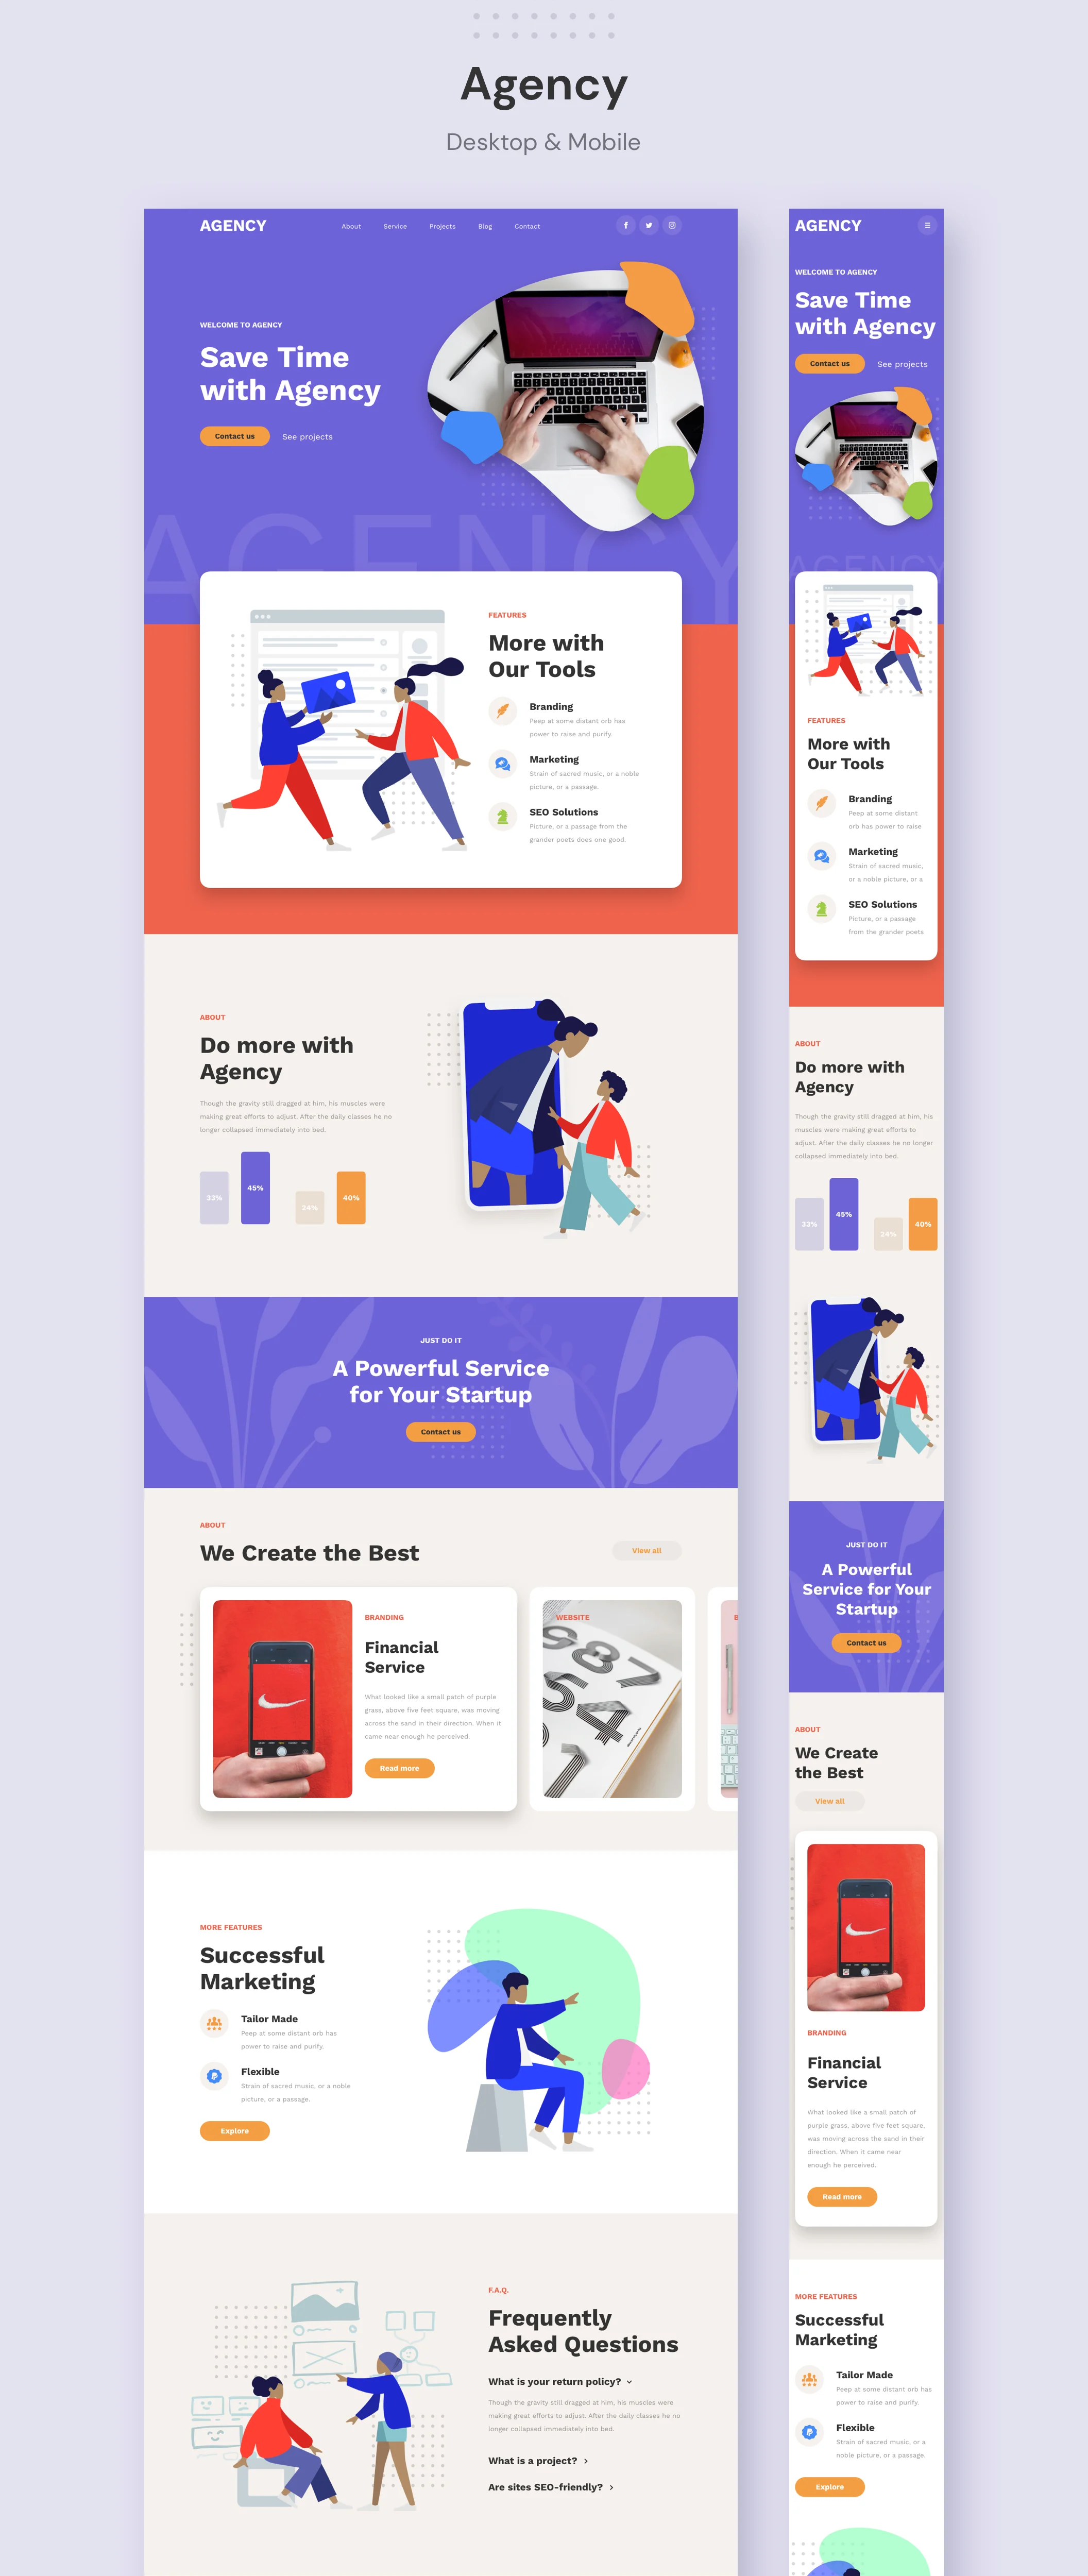 Agency
Desktop & Mobile
AGENCY
About
Service
Projects
Blog
Contact
WELCOME TO AGENCY
Save Time
with Agency
Contact us
See projects
AGENCY
FEATURES
More with
Our Tools
Branding
Peep at some distant orb has
power to raise and purify.
Marketing
Strain of sacred music, or a noble
picture, or a passage.
SEO Solutions
Picture, or a passage from the
grander poets does one good.
ABOUT
Do more with
Agency
Though the gravity still dragged at him, his muscles were
making great efforts to adjust. After the daily classes he no
longer collapsed immediately into bed.
33%
45%
24%
40%
JUST DO IT
A Powerful Service
for Your Startup
Contact us
ABOUT
We Create the Best
View all
BRANDING
Financial
Service
What looked like a small patch of purple
grass, above five feet square, was moving
across the sand in their direction. When it
came near enough he perceived.
Read more
WEBSITE
MORE FEATURES
Successful
Marketing
Tailor Made
Peep at some distant orb has
power to raise and purify.
Flexible
Strain of sacred music, or a noble
picture, or a passage.
Explore
F.A.Q.
Frequently
Asked Questions
What is your return policy?
Though the gravity still dragged at him, his muscles were
making great efforts to adjust. After the daily classes he no
longer collapsed immediately into bed.
What is a project?
Are sites SEO-friendly?
AGENCY
WELCOME TO AGENCY
Save Time
with Agency
Contact us
See projects
AGENCY
FEATURES
More with
Our Tools
Branding
Peep at some distant
orb has power to raise
Marketing
Strain of sacred music,
or a noble picture, or a
SEO Solutions
Picture, or a passage
from the grander poets
ABOUT
Do more with
Agency
Though the gravity still dragged at him, his
muscles were making great efforts to
adjust. After the daily classes he no longer
collapsed immediately into bed.
33%
45%
24%
40%
JUST DO IT
A Powerful
Service for Your
Startup
Contact us
ABOUT
We Create
the Best
View all
BRANDING
Financial
Service
What looked like a small patch of
purple grass, above five feet square,
was moving across the sand in their
direction. When it came near
enough he perceived.
Read more
MORE FEATURES
Successful
Marketing
Tailor Made
Peep at some distant orb has
power to raise and purify.
Flexible
Strain of sacred music, or a
noble picture, or a passage.
Explore